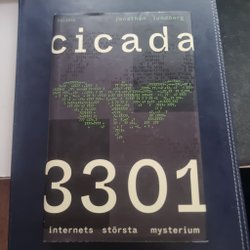 jonathan lundberg
cicada
3301
internets största mysterium